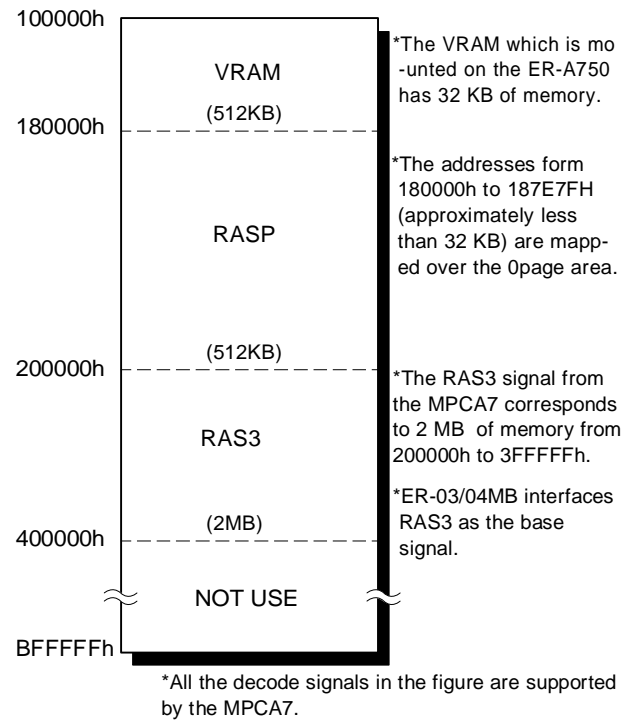 100000h
VRAM
(512KB)
180000h
RASP
(512KB)
200000h
RAS3
(2MB)
400000h
NOT USE
BFFFFFh
*The VRAM which is mo
-unted on the ER-A750
has 32 KB of memory.
*The addresses form
180000h to 187E7FH
(approximately less
than 32 KB) are mapp-
ed over the 0page area.
*The RAS3 signal from
the MPCA7 corresponds
to 2 MB of memory from
200000h to 3FFFFFh.
*ER-03/04MB interfaces
RAS3 as the base
signal.
*All the decode signals in the figure are supported
by the MPCA7.